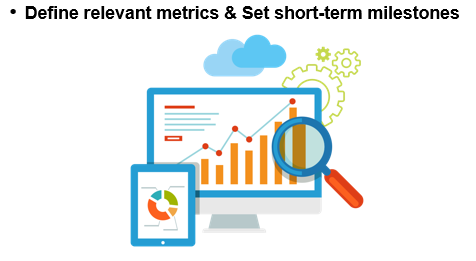 • Define relevant metrics & Set short-term milestones